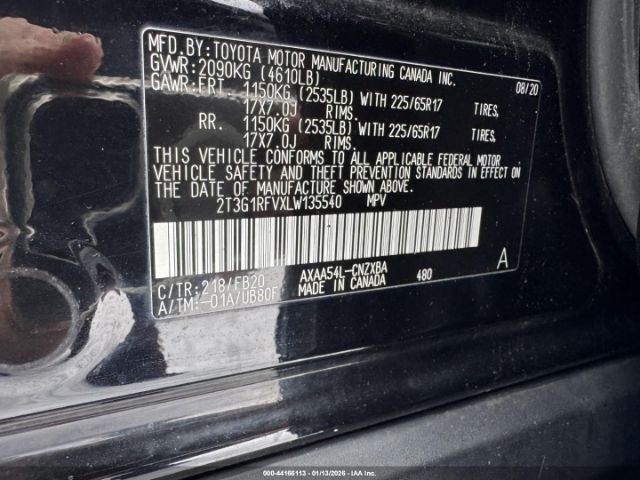 MFD.BY:TOYOTA MOTOR MANUFACTURING CANADA INC.
GVWR:2090KG (4610LB) 08/20
GAWR:FRT. 1150KG (2535LB) WITH 225/65R17 TIRES,
17X7.0J RIMS.
RR. 1150KG (2535LB) WITH 225/65R17 TIRES,
17X7.0J RIMS.
THIS VEHICLE CONFORMS TO ALL APPLICABLE FEDERAL MOTOR
VEHICLE SAFETY AND THEFT PREVENTION STANDARDS IN EFFECT ON
THE DATE OF MANUFACTURE SHOWN ABOVE.
2T3G1RFVXLW135540 MPV
C/TR:218/FB20 AXAA54L-CNZXBA 480 A
A/TM:-01A/UB80F MADE IN CANADA
000-44166113 - 01/13/2026 - IAA Inc.